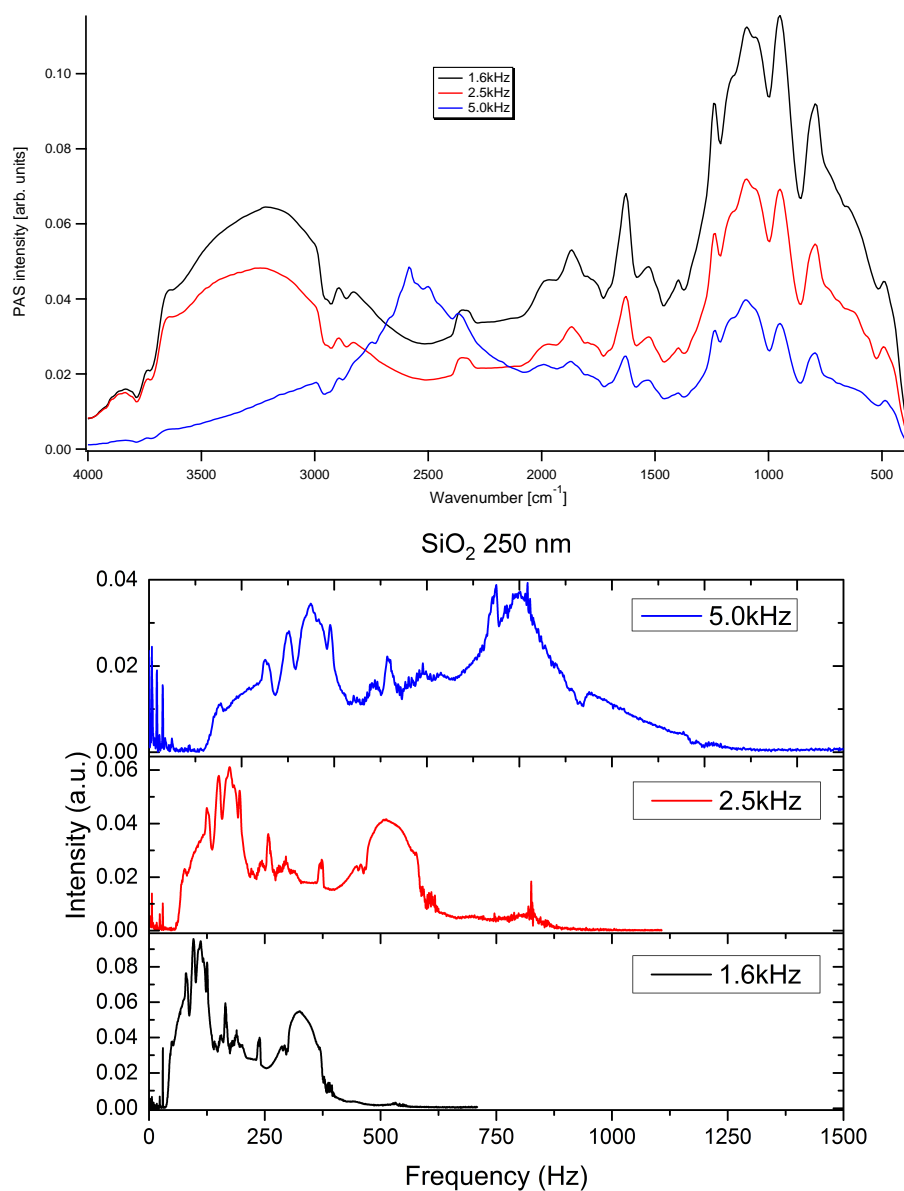 0.10
0.08
0.06
0.04
0.02
0.00
PAS intensity [arb. units]
1.6kHz
2.5kHz
5.0kHz
4000 3500 3000 2500 2000 1500 1000 500
Wavenumber [cm⁻¹]
SiO₂ 250 nm
0.04
0.02
0.00
5.0kHz
0.06
0.04
0.02
0.00
2.5kHz
Intensity (a.u.)
0.08
0.06
0.04
0.02
0.00
1.6kHz
0 250 500 750 1000 1250 1500
Frequency (Hz)